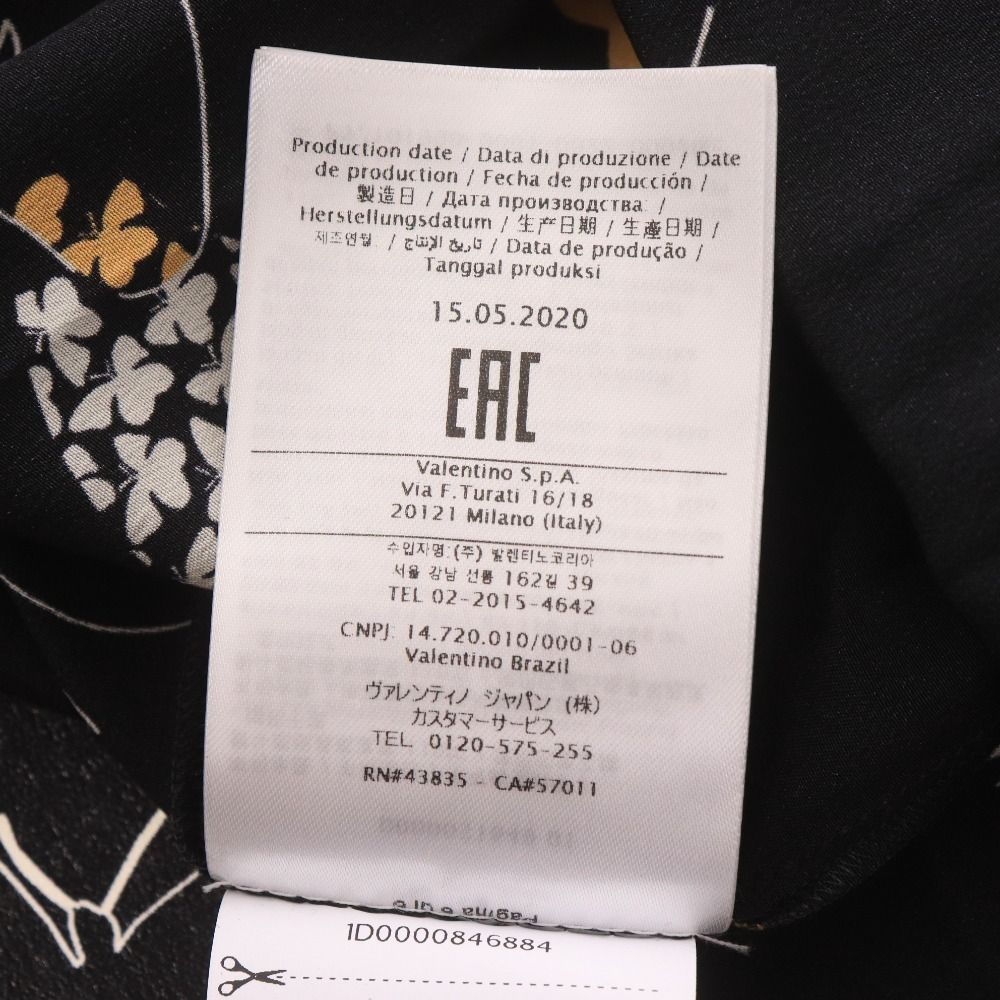 Production date / Data di produzione / Date
de production / Fecha de producción /
製造日 / Дата производства: /
Herstellungsdatum / 生产日期 / 生產日期 /
제조연월: / تاريخ الإنتاج / Data de produção /
Tanggal produksi
15.05.2020
EAC
Valentino S.p.A.
Via F.Turati 16/18
20121 Milano (Italy)
수입자명:(주) 발렌티노코리아
서울 강남 선릉 162길 39
TEL 02-2015-4642
CNPJ: 14.720.010/0001-06
Valentino Brazil
ヴァレンティノ ジャパン (株)
カスタマーサービス
TEL 0120-575-255
RN#43835 - CA#57011
1D0000846884